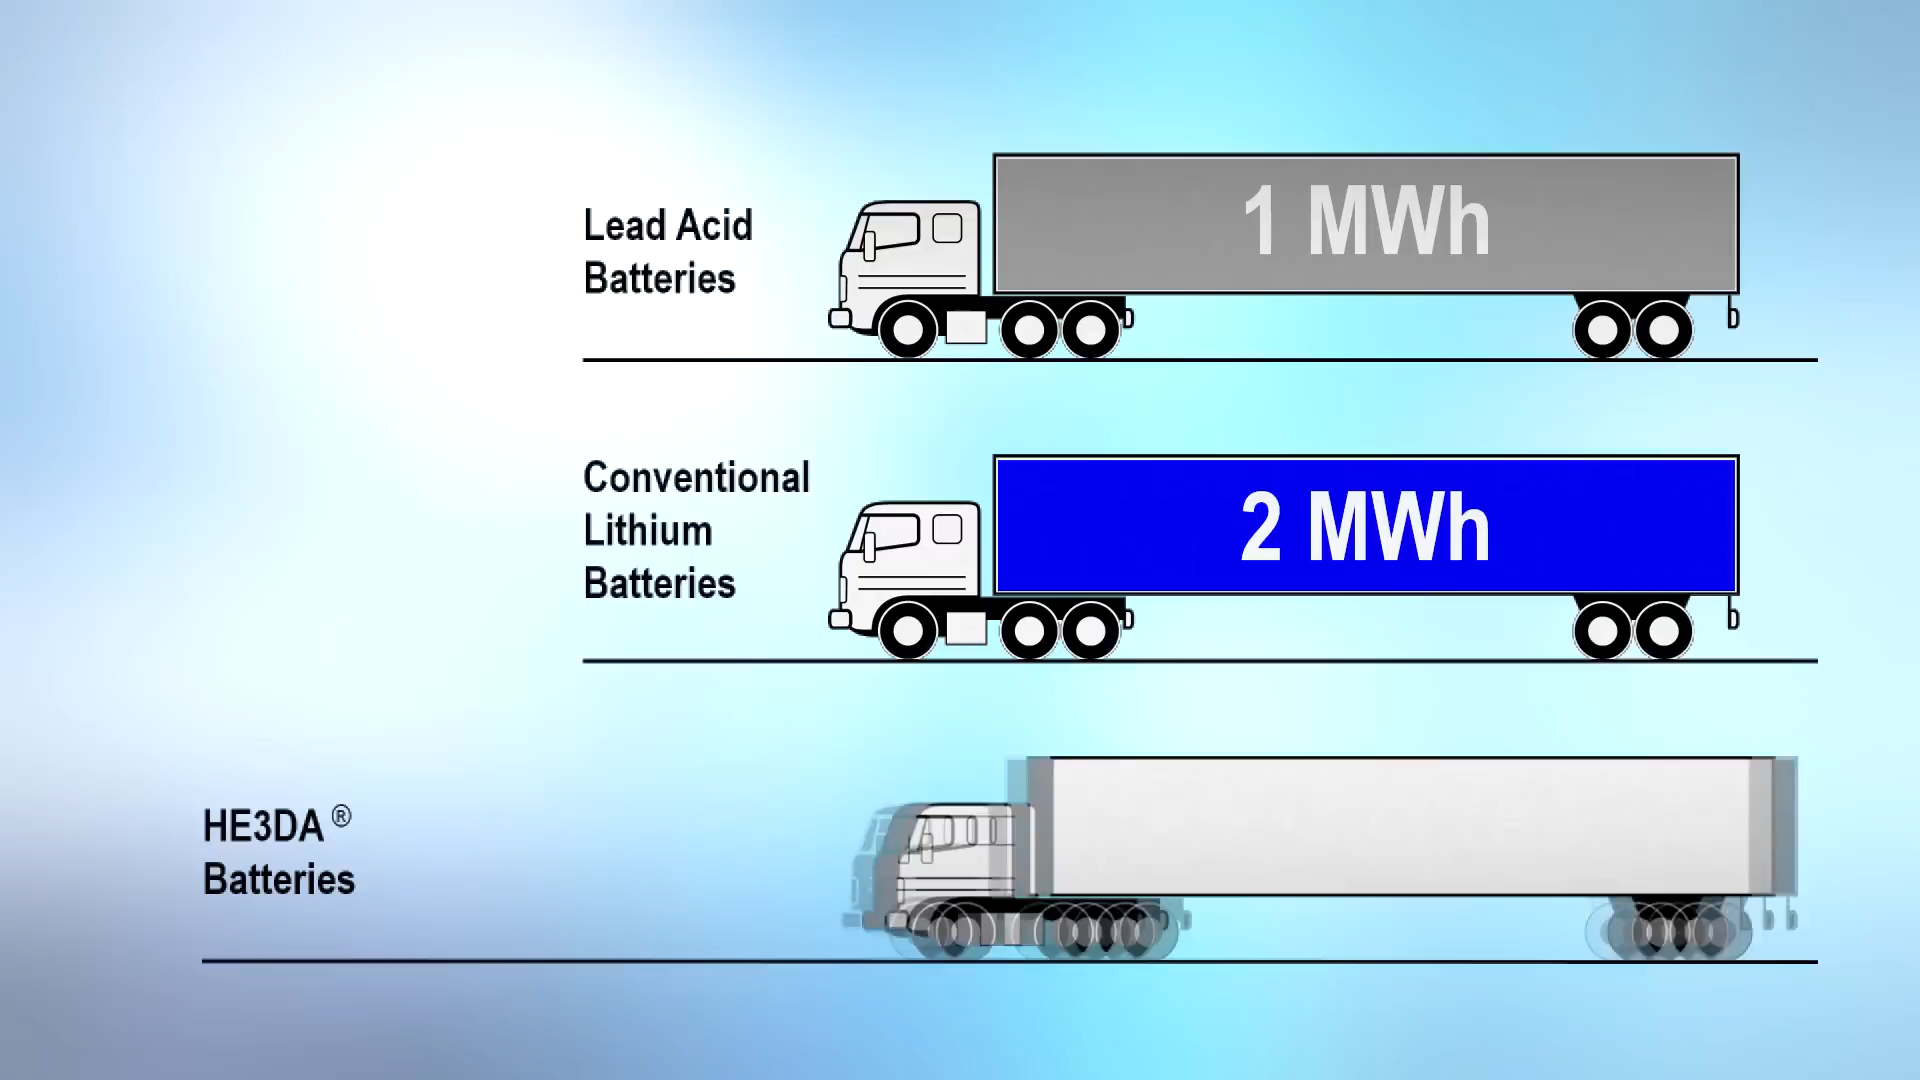 Lead Acid
Batteries
1 MWh
Conventional
Lithium
Batteries
2 MWh
HE3DA ®
Batteries